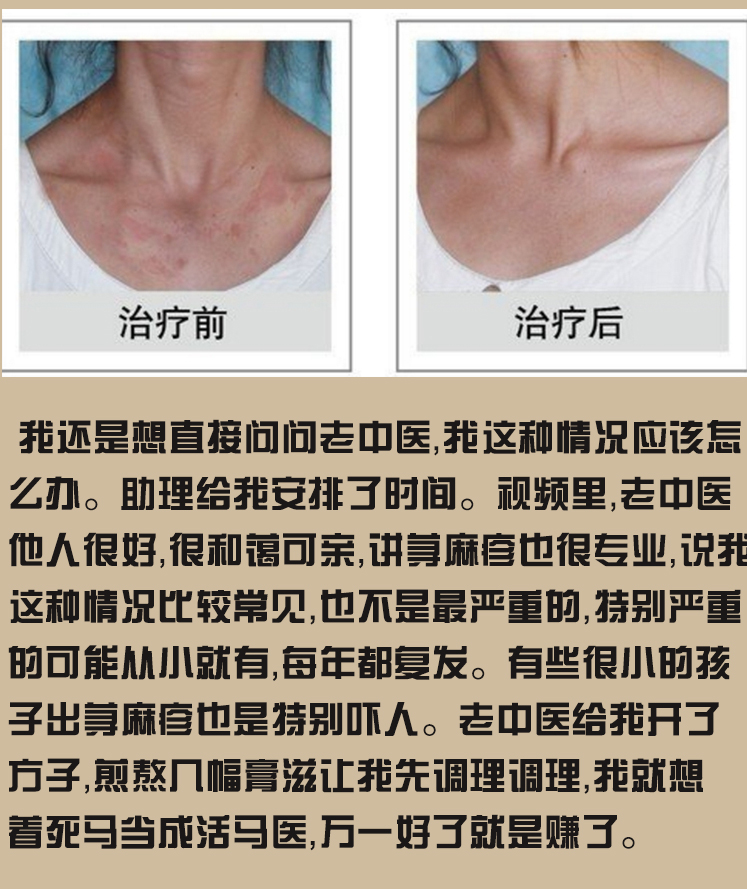 治疗前
治疗后
我还是想直接问问老中医,我这种情况应该怎
么办。助理给我安排了时间。视频里,老中医
他人很好,很和蔼可亲,讲荨麻疹也很专业,说我
这种情况比较常见,也不是最严重的,特别严重
的可能从小就有,每年都复发。有些很小的孩
子出荨麻疹也是特别吓人。老中医给我开了
方子,煎熬几幅膏滋让我先调理调理,我就想
着死马当成活马医,万一好了就是赚了。